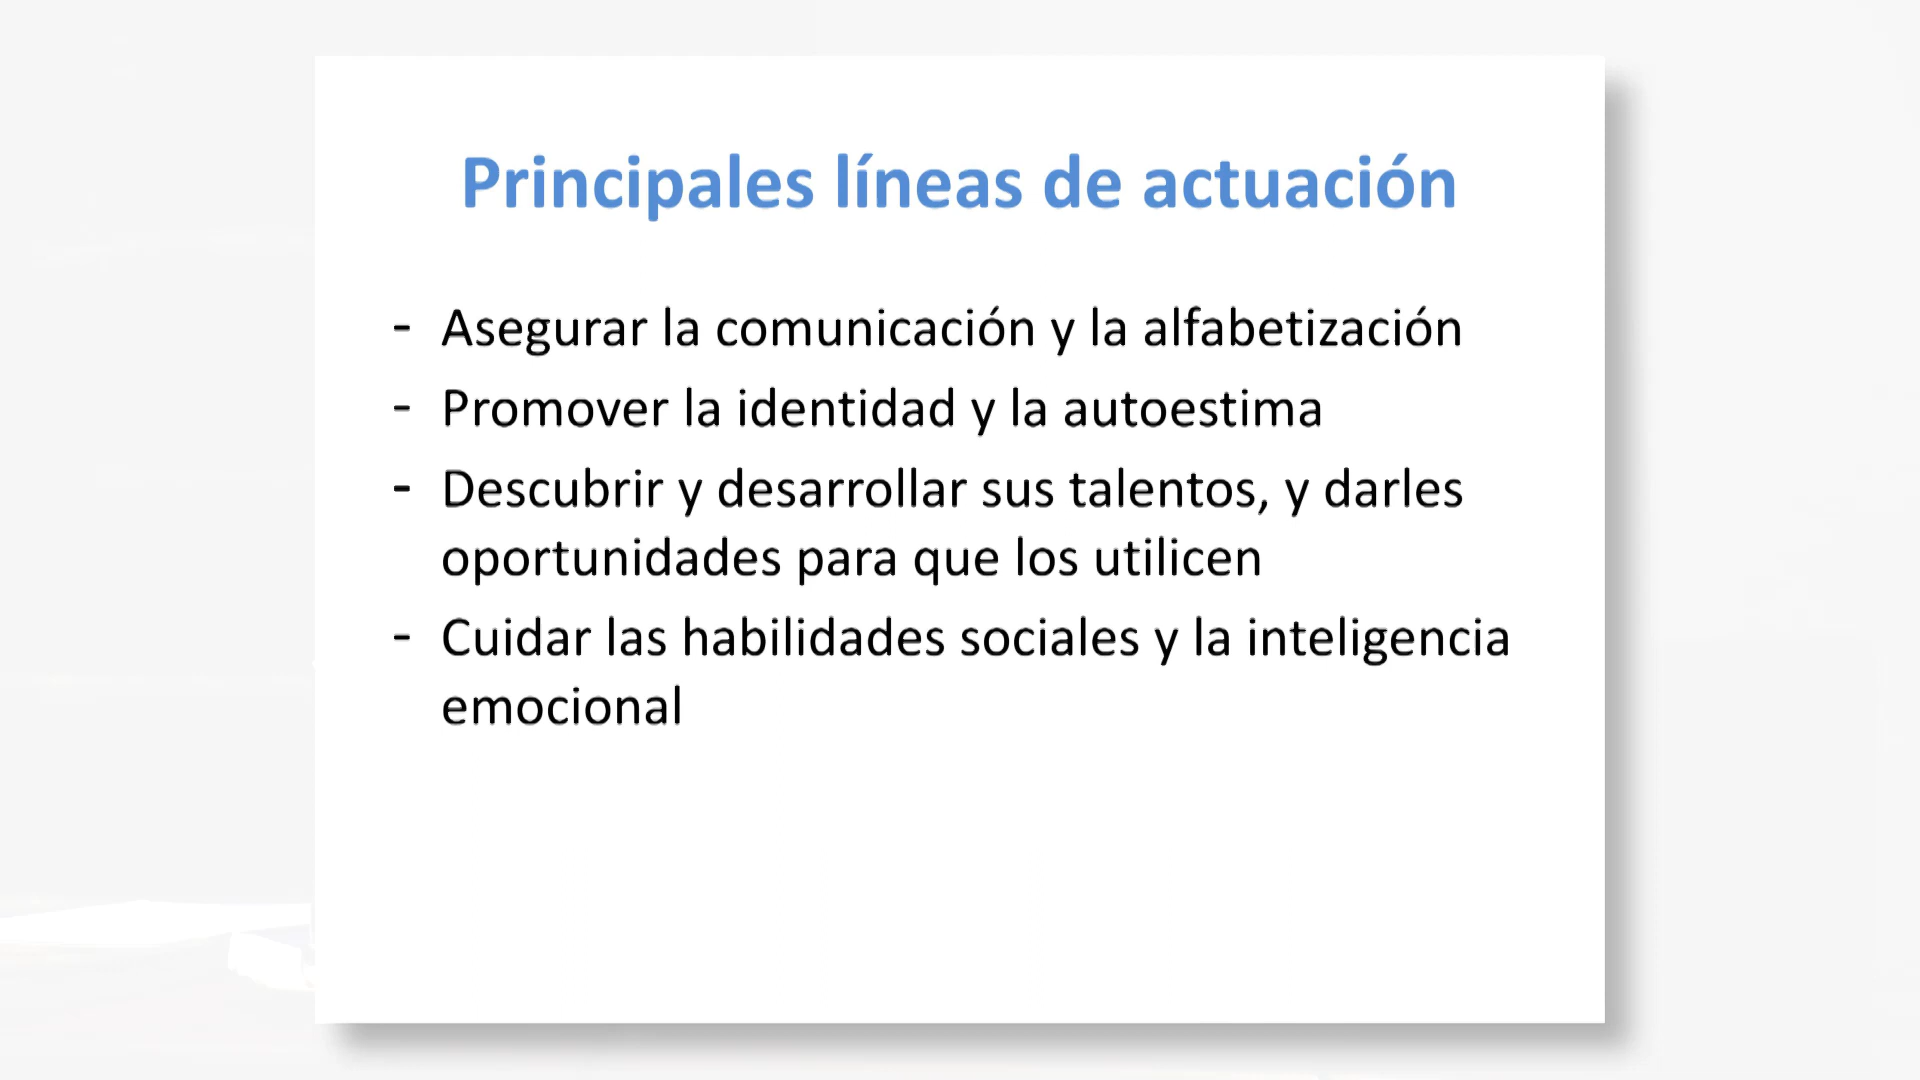 Principales líneas de actuación
- Asegurar la comunicación y la alfabetización
- Promover la identidad y la autoestima
- Descubrir y desarrollar sus talentos, y darles
oportunidades para que los utilicen
- Cuidar las habilidades sociales y la inteligencia
emocional